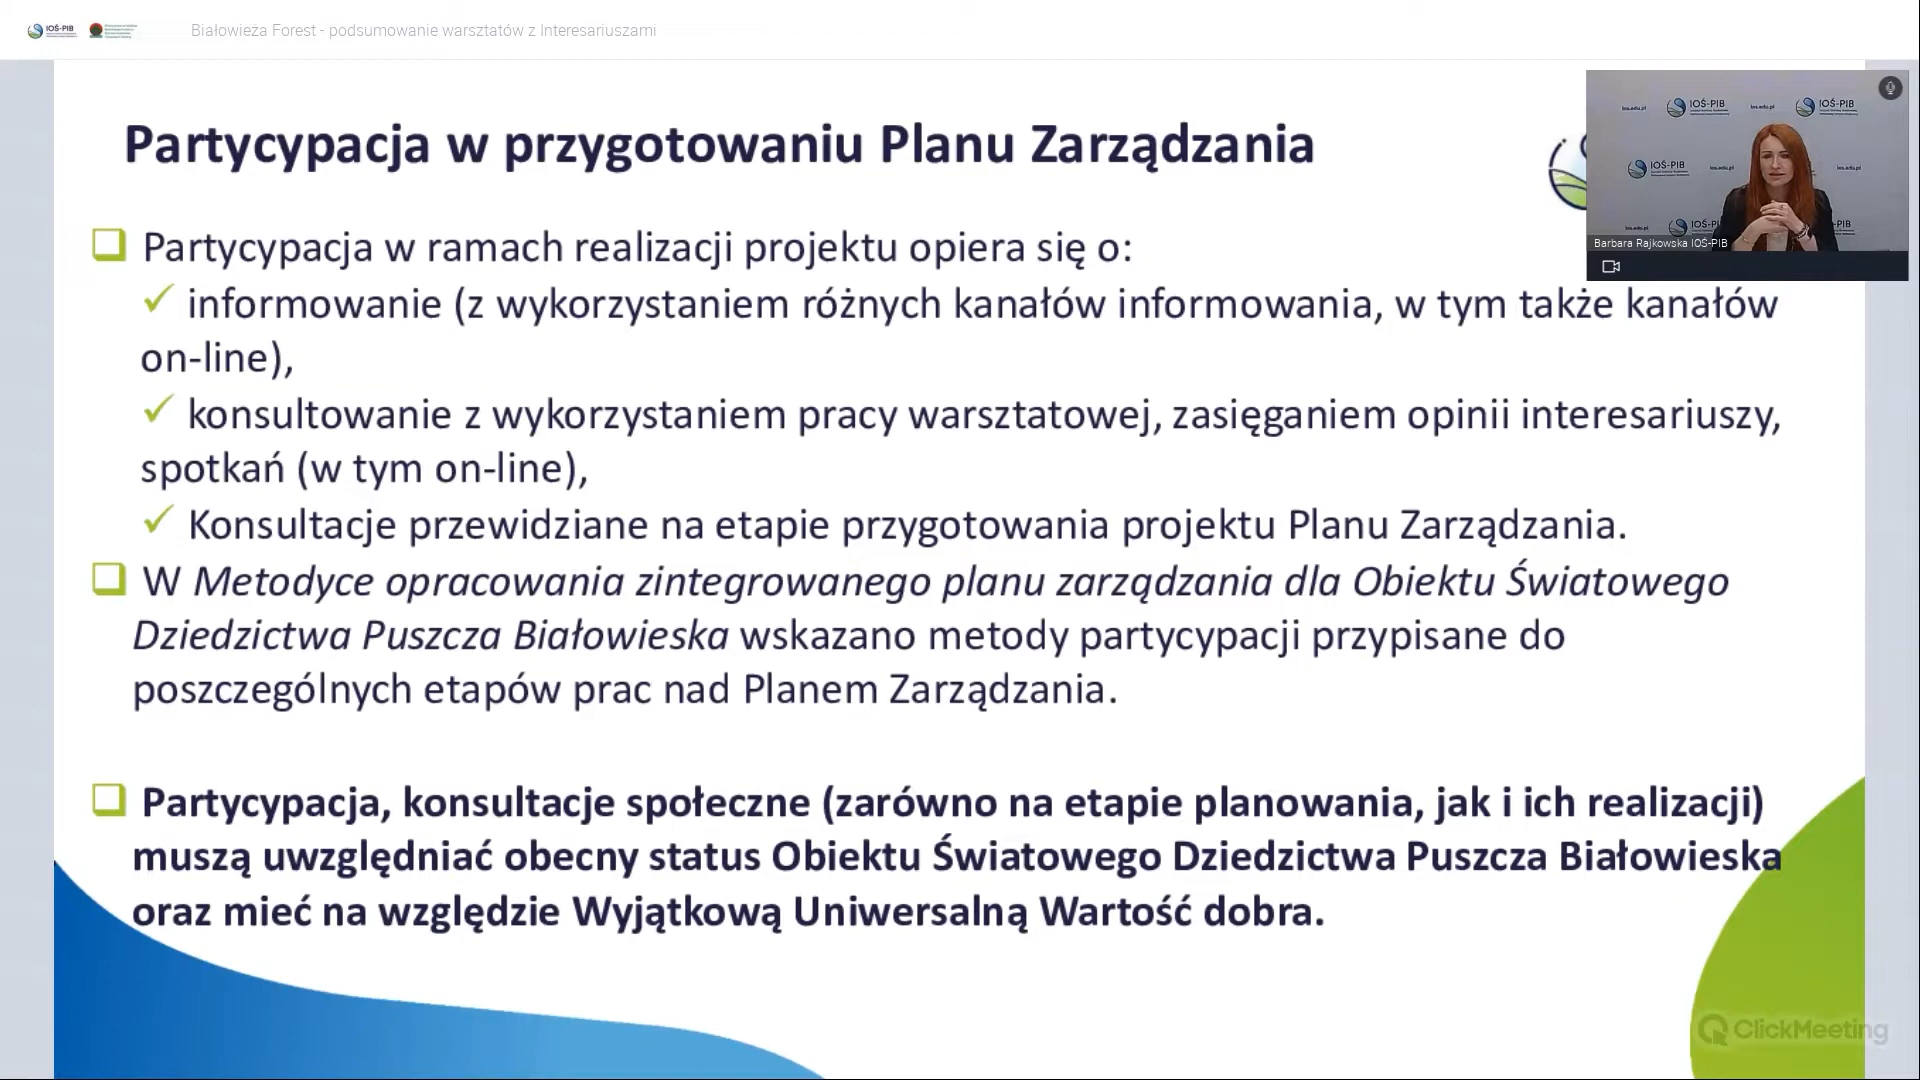 IOŚ-PIB
Białowieża Forest - podsumowanie warsztatów z Interesariuszami
Partycypacja w przygotowaniu Planu Zarządzania
Partycypacja w ramach realizacji projektu opiera się o:
informowanie (z wykorzystaniem różnych kanałów informowania, w tym także kanałów
on-line),
konsultowanie z wykorzystaniem pracy warsztatowej, zasięganiem opinii interesariuszy,
spotkań (w tym on-line),
Konsultacje przewidziane na etapie przygotowania projektu Planu Zarządzania.
W Metodyce opracowania zintegrowanego planu zarządzania dla Obiektu Światowego
Dziedzictwa Puszcza Białowieska wskazano metody partycypacji przypisane do
poszczególnych etapów prac nad Planem Zarządzania.
Partycypacja, konsultacje społeczne (zarówno na etapie planowania, jak i ich realizacji)
muszą uwzględniać obecny status Obiektu Światowego Dziedzictwa Puszcza Białowieska
oraz mieć na względzie Wyjątkową Uniwersalną Wartość dobra.
ios.edu.pl IOŚ-PIB ios.edu.pl IOŚ-PIB
IOŚ-PIB ios.edu.pl ios.edu.pl
ios.edu.pl IOŚ-P PIB
Barbara Rajkowska IOŚ-PIB
ClickMeeting